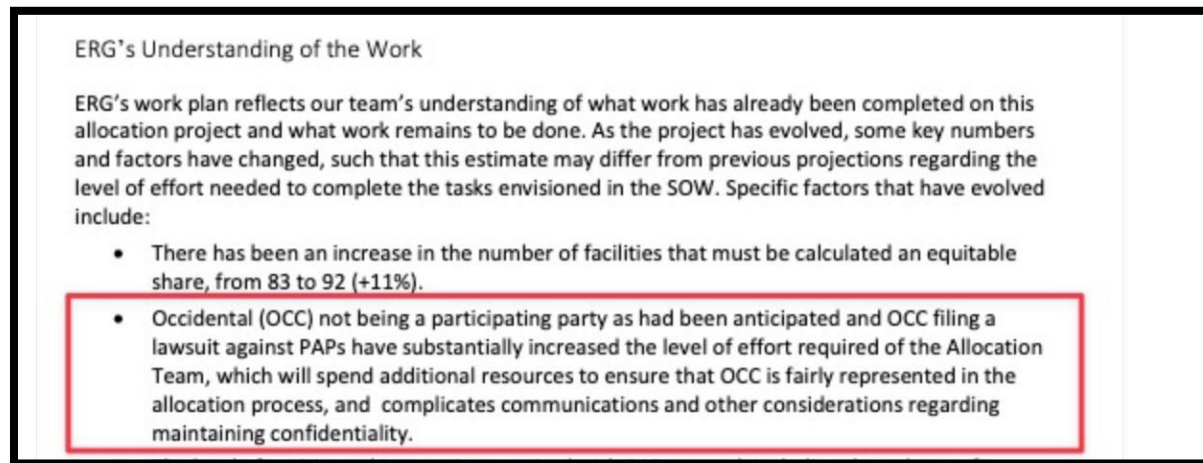 ERG's Understanding of the Work
ERG's work plan reflects our team's understanding of what work has already been completed on this
allocation project and what work remains to be done. As the project has evolved, some key numbers
and factors have changed, such that this estimate may differ from previous projections regarding the
level of effort needed to complete the tasks envisioned in the SOW. Specific factors that have evolved
include:
• There has been an increase in the number of facilities that must be calculated an equitable
share, from 83 to 92 (+11%).
• Occidental (OCC) not being a participating party as had been anticipated and OCC filing a
lawsuit against PAPs have substantially increased the level of effort required of the Allocation
Team, which will spend additional resources to ensure that OCC is fairly represented in the
allocation process, and  complicates communications and other considerations regarding
maintaining confidentiality.